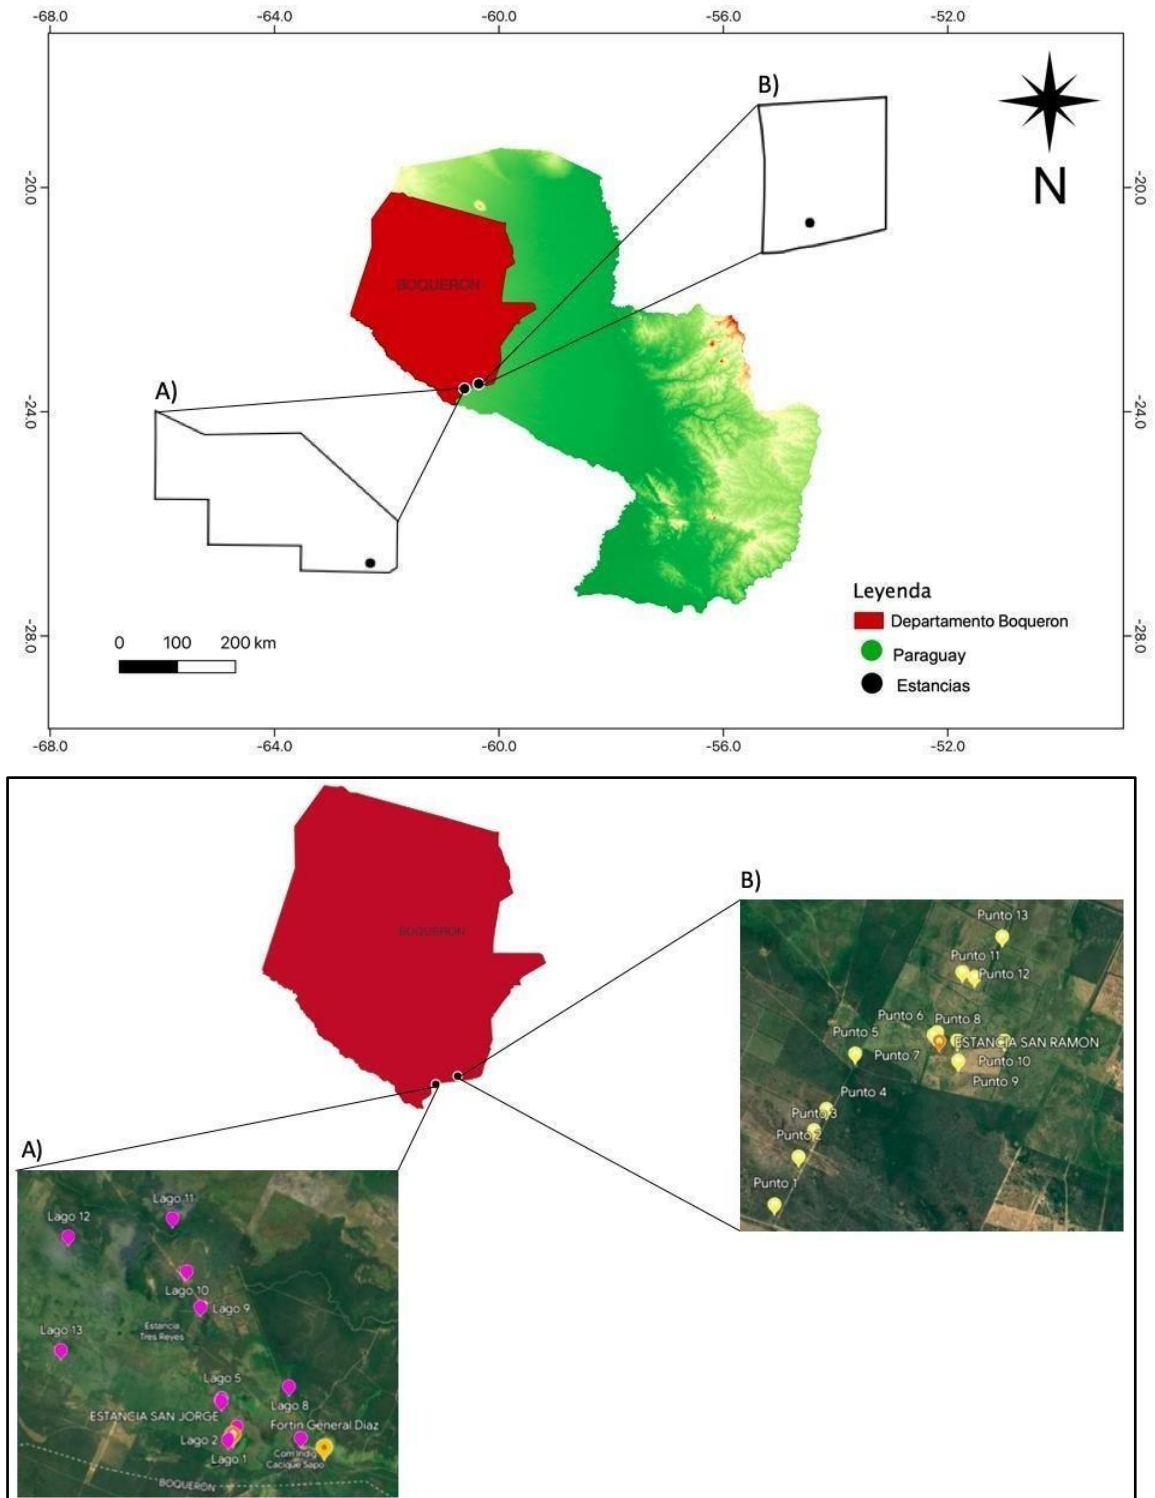 -68.0
-64.0
-60.0
-56.0
-52.0
B)
N
-20.0
-20.0
BOQUERON
A)
-24.0
-24.0
Leyenda
Departamento Boqueron
Paraguay
Estancias
0 100 200 km
-28.0
-28.0
-68.0
-64.0
-60.0
-56.0
-52.0
BOQUERON
B)
Punto 13
Punto 11
Punto 12
Punto 6
Punto 8
Punto 5
ESTANCIA SAN RAMON
Punto 7
Punto 10
Punto 9
Punto 4
Punto 3
Punto 2
Punto 1
A)
Lago 11
Lago 12
Lago 10
Lago 9
Estancia
Tres Reyes
Lago 13
Lago 5
Lago 8
ESTANCIA SAN JORGE
Fortin General Diaz
Lago 2
Lago 1
Com Indig
Cacique Sapo
BOQUERON